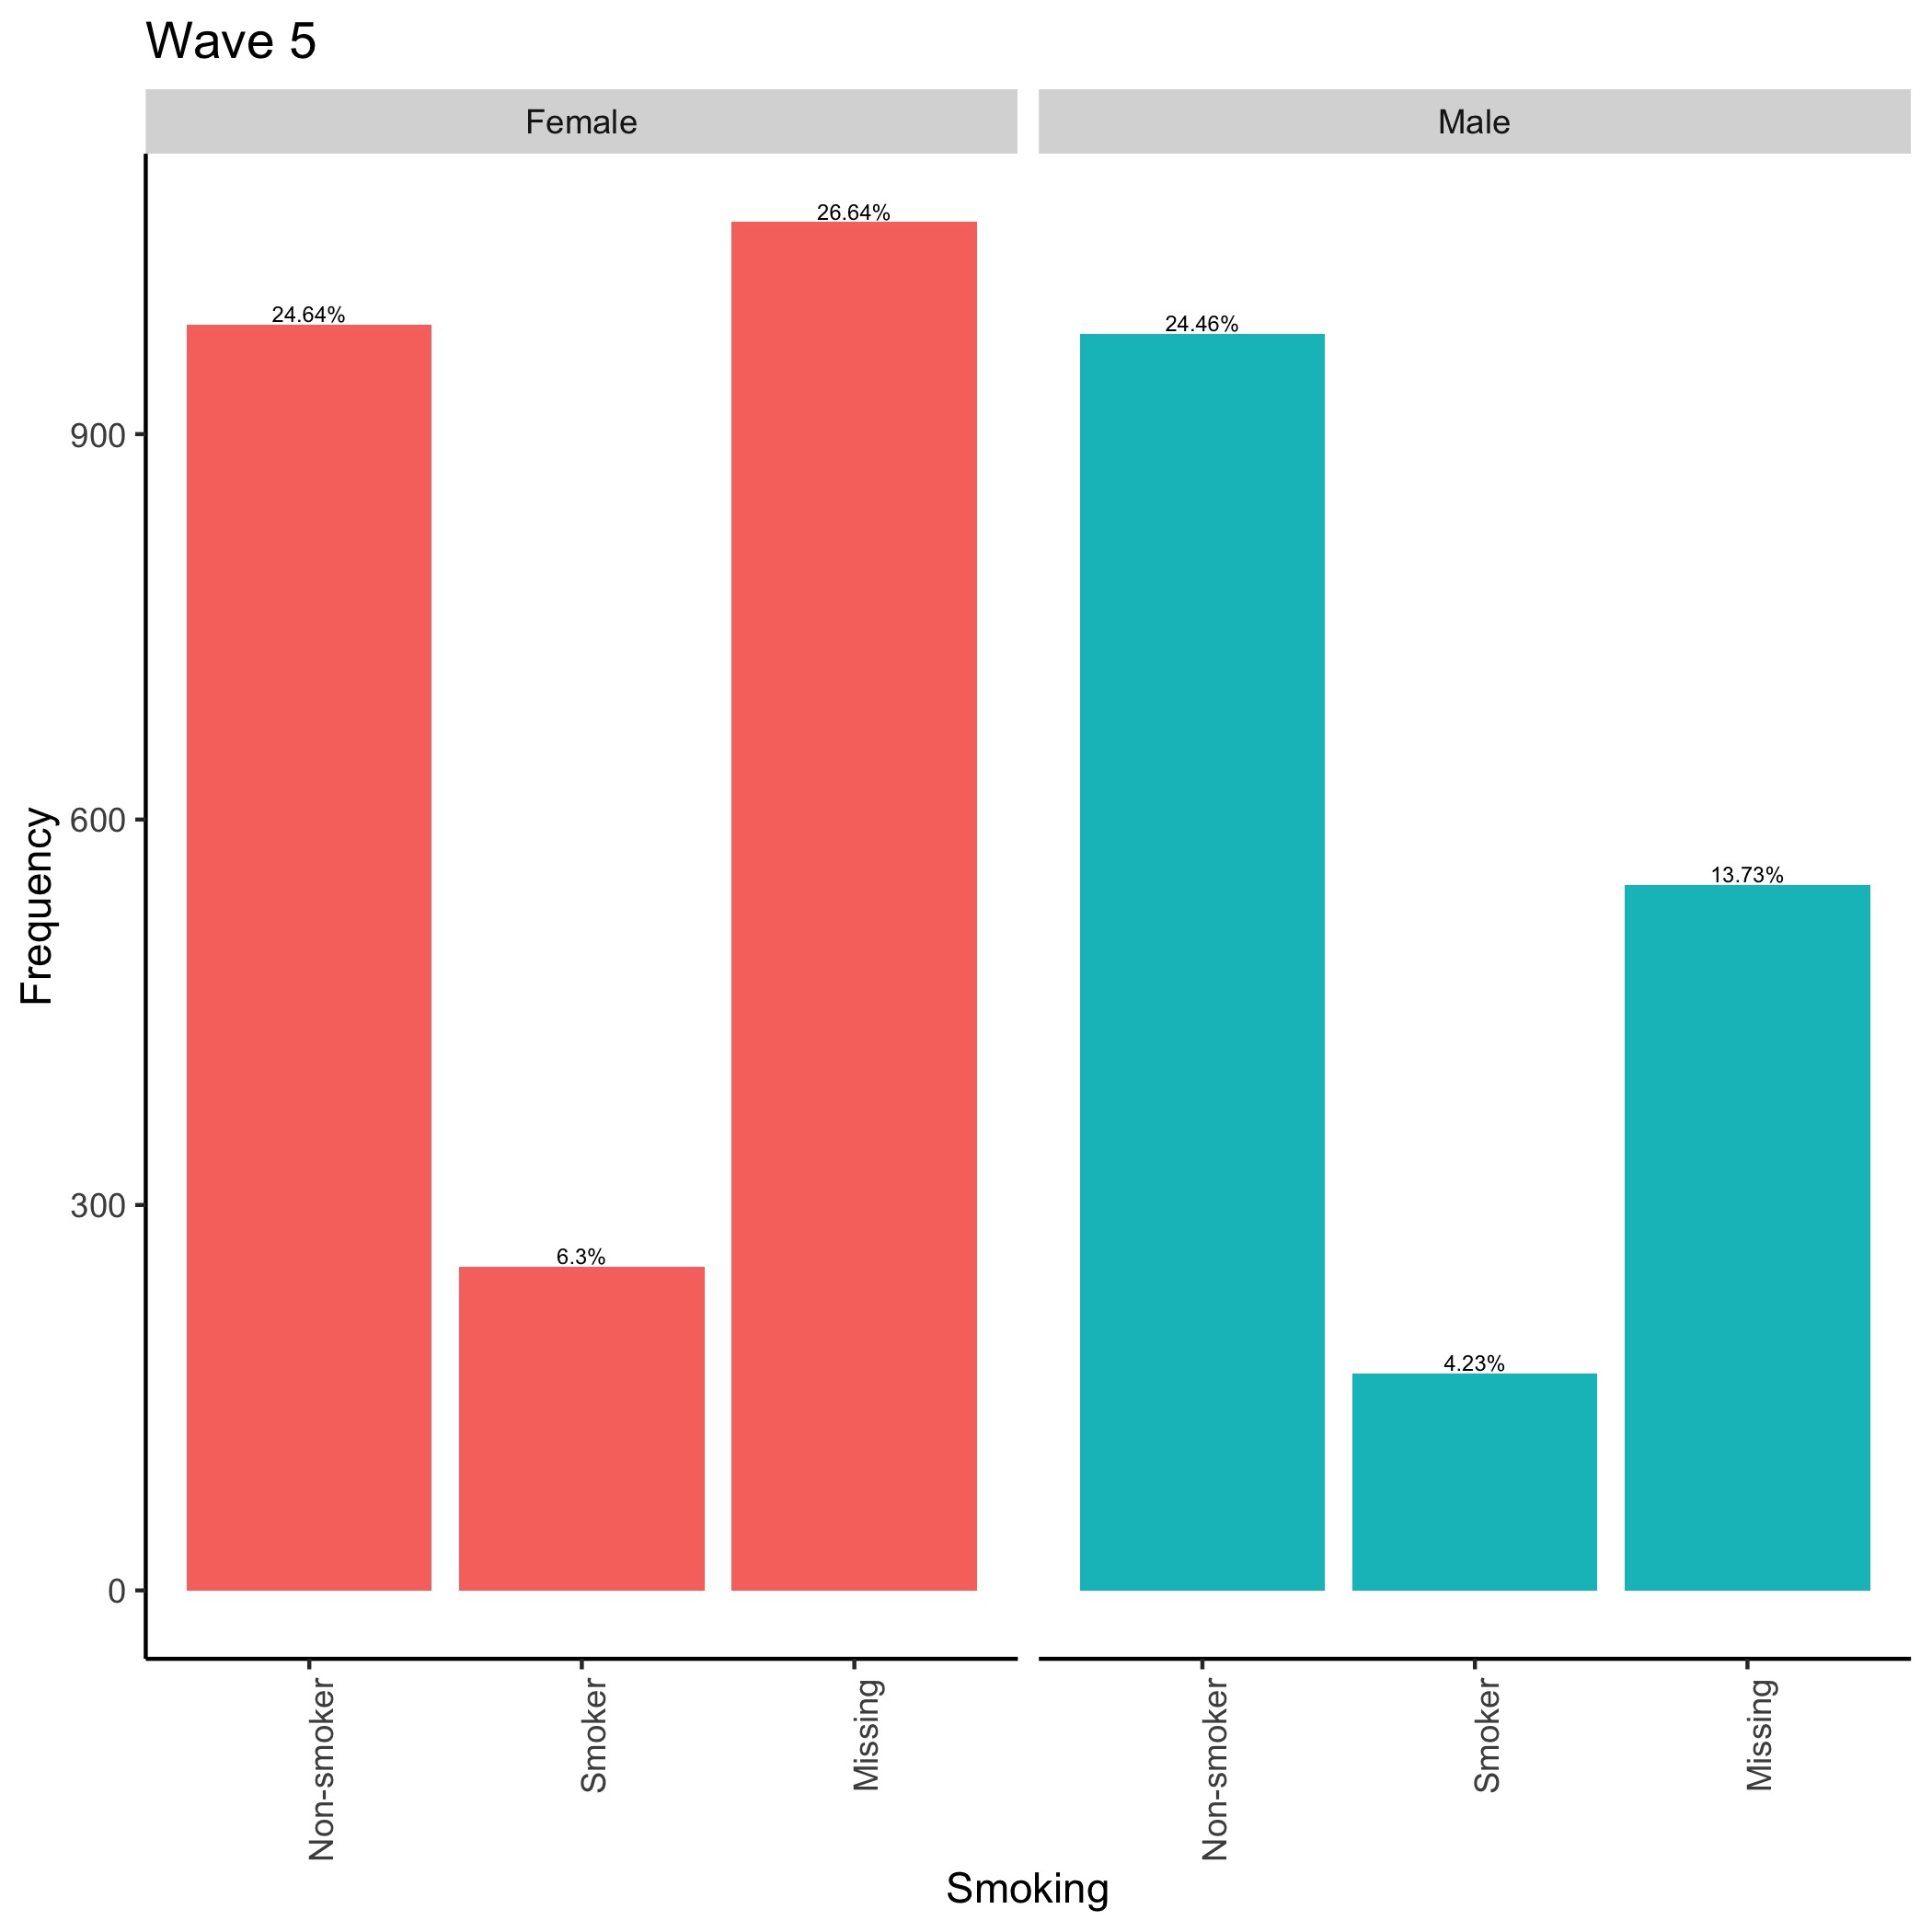 Wave 5
Female
Male
26.64%
24.64%
24.46%
900
600
13.73%
Frequency
300
6.3%
4.23%
0
Non-smoker
Smoker
Missing
Non-smoker
Smoker
Missing
Smoking